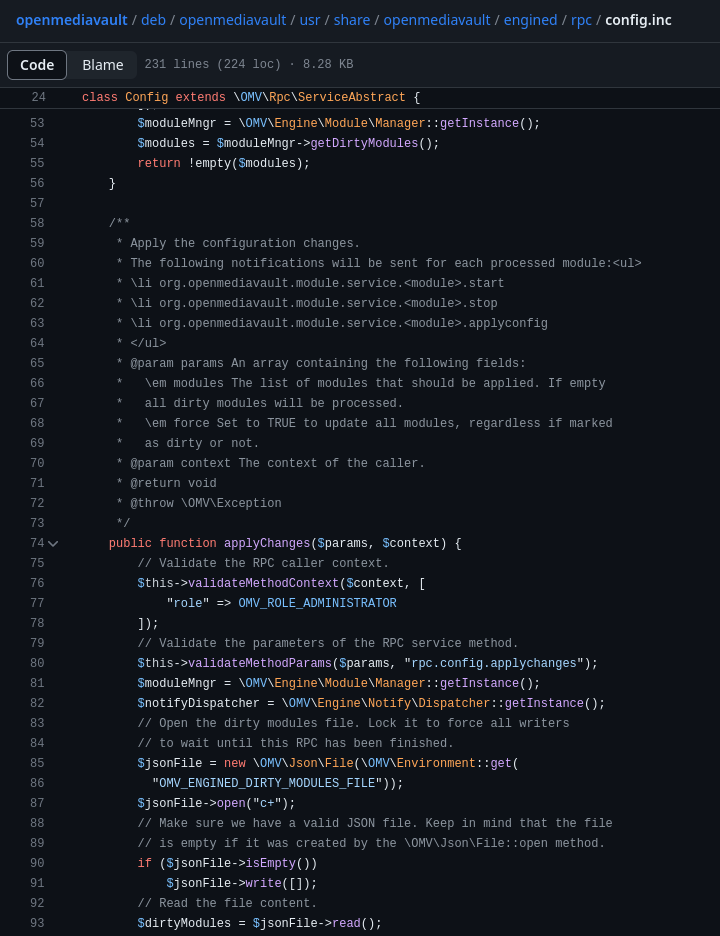 openmediavault / deb / openmediavault / usr / share / openmediavault / engined / rpc / config.inc
Code Blame 231 lines (224 loc) · 8.28 KB
24 class Config extends \OMV\Rpc\ServiceAbstract {
53 $moduleMngr = \OMV\Engine\Module\Manager::getInstance();
54 $modules = $moduleMngr->getDirtyModules();
55 return !empty($modules);
56 }
57
58 /**
59 * Apply the configuration changes.
60 * The following notifications will be sent for each processed module:<ul>
61 * \li org.openmediavault.module.service.<module>.start
62 * \li org.openmediavault.module.service.<module>.stop
63 * \li org.openmediavault.module.service.<module>.applyconfig
64 * </ul>
65 * @param params An array containing the following fields:
66 *   \em modules The list of modules that should be applied. If empty
67 *   all dirty modules will be processed.
68 *   \em force Set to TRUE to update all modules, regardless if marked
69 *   as dirty or not.
70 * @param context The context of the caller.
71 * @return void
72 * @throw \OMV\Exception
73 */
74 public function applyChanges($params, $context) {
75 // Validate the RPC caller context.
76 $this->validateMethodContext($context, [
77 "role" => OMV_ROLE_ADMINISTRATOR
78 ]);
79 // Validate the parameters of the RPC service method.
80 $this->validateMethodParams($params, "rpc.config.applychanges");
81 $moduleMngr = \OMV\Engine\Module\Manager::getInstance();
82 $notifyDispatcher = \OMV\Engine\Notify\Dispatcher::getInstance();
83 // Open the dirty modules file. Lock it to force all writers
84 // to wait until this RPC has been finished.
85 $jsonFile = new \OMV\Json\File(\OMV\Environment::get(
86 "OMV_ENGINED_DIRTY_MODULES_FILE"));
87 $jsonFile->open("c+");
88 // Make sure we have a valid JSON file. Keep in mind that the file
89 // is empty if it was created by the \OMV\Json\File::open method.
90 if ($jsonFile->isEmpty())
91 $jsonFile->write([]);
92 // Read the file content.
93 $dirtyModules = $jsonFile->read();